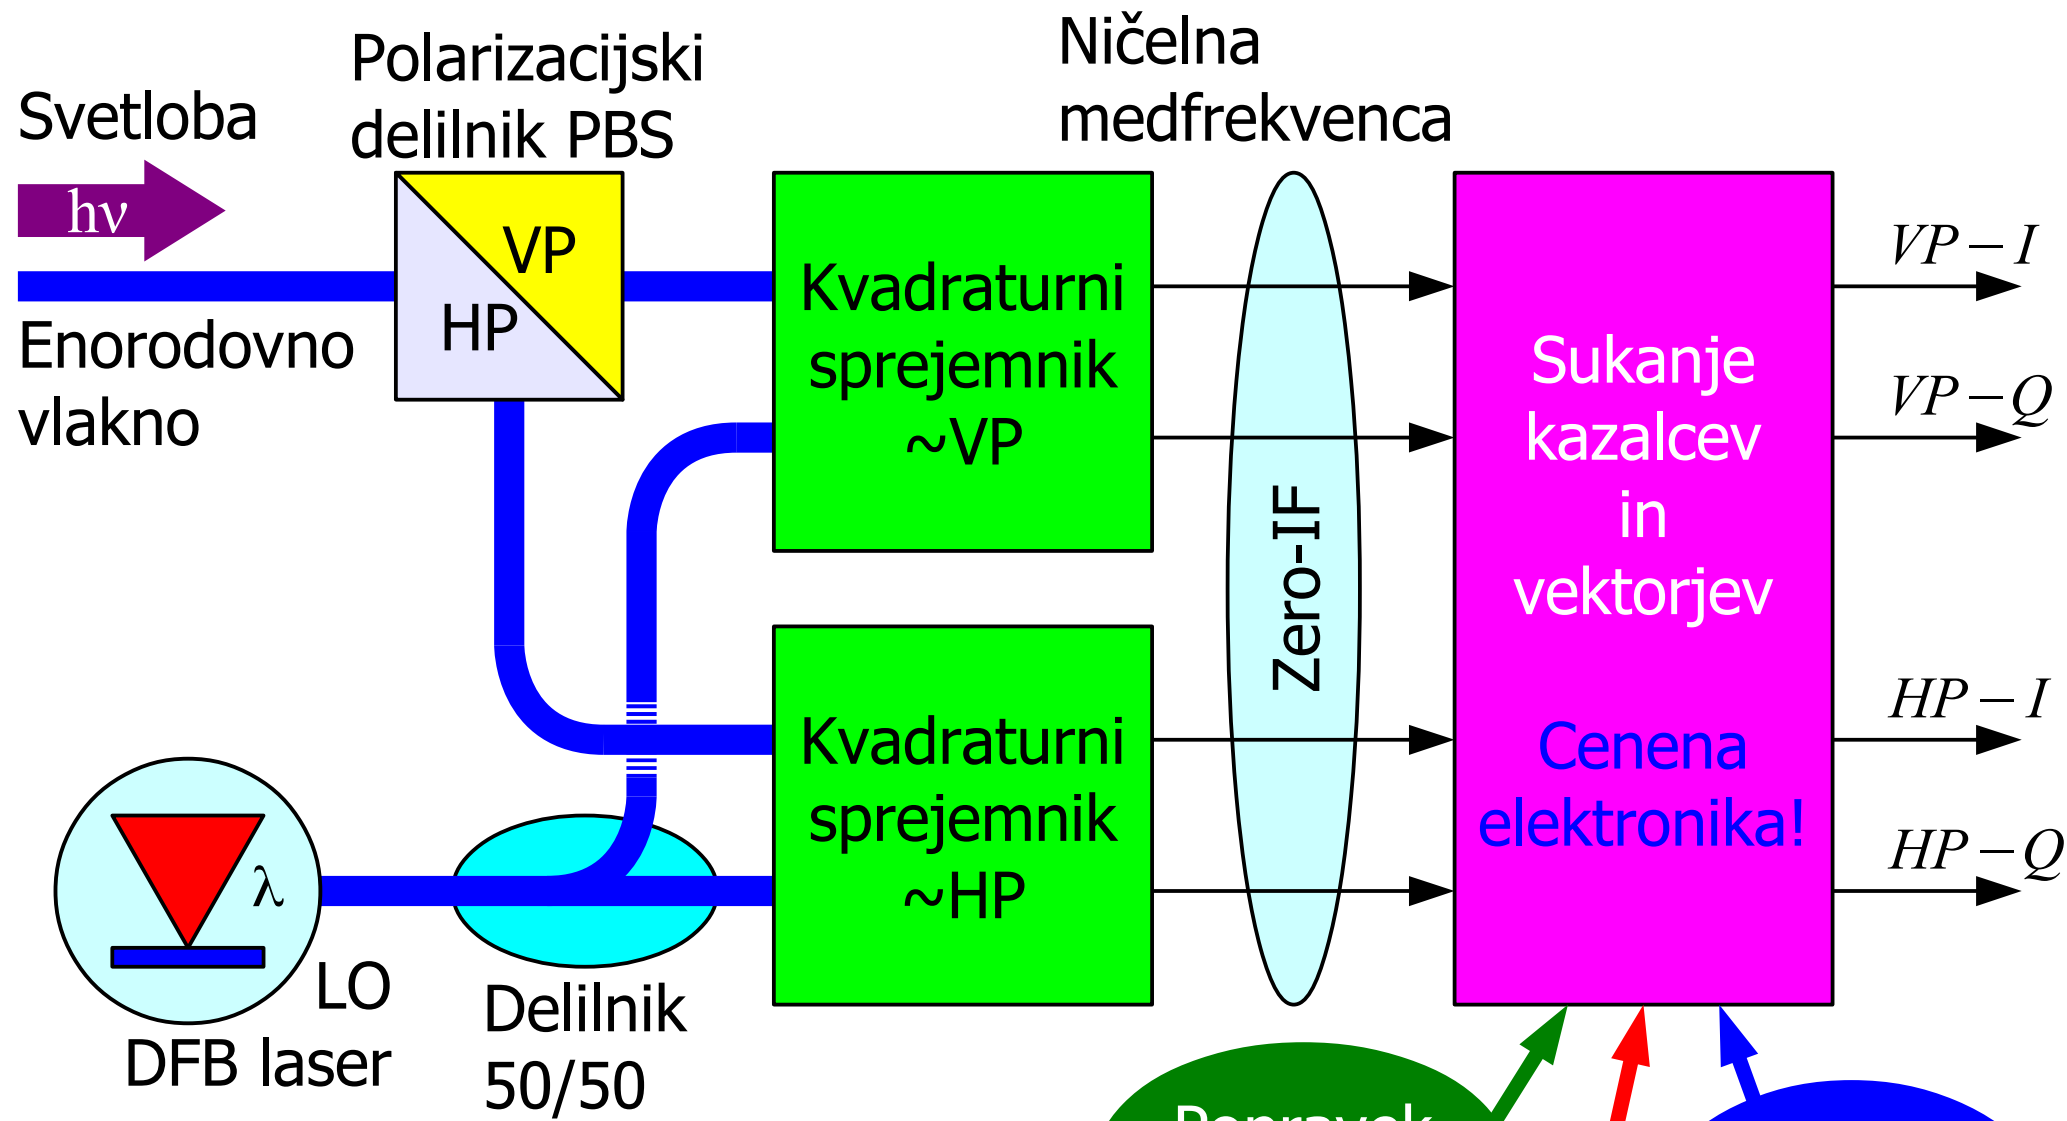 Svetloba
hν
Enorodovno
vlakno
Polarizacijski
delilnik PBS
VP
HP
Ničelna
medfrekvenca
Kvadraturni
sprejemnik
~VP
Kvadraturni
sprejemnik
~HP
Zero-IF
Sukanje
kazalcev
in
vektorjev
Cenena
elektronika!
VP−I
VP−Q
HP−I
HP−Q
λ
LO
DFB laser
Delilnik
50/50
Popravek